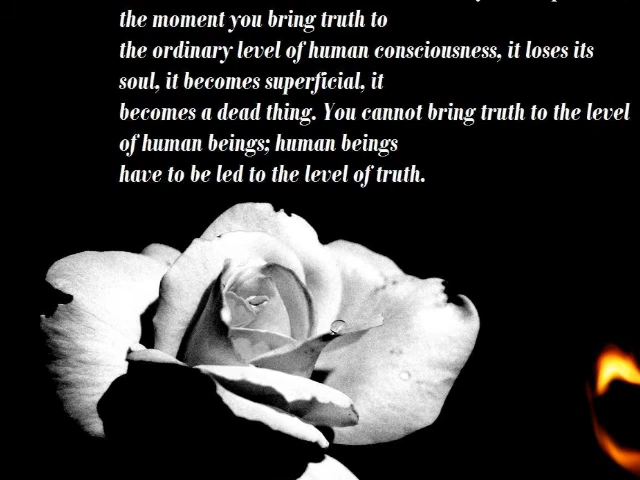 the moment you bring truth to
the ordinary level of human consciousness, it loses its
soul, it becomes superficial, it
becomes a dead thing. You cannot bring truth to the level
of human beings; human beings
have to be led to the level of truth.